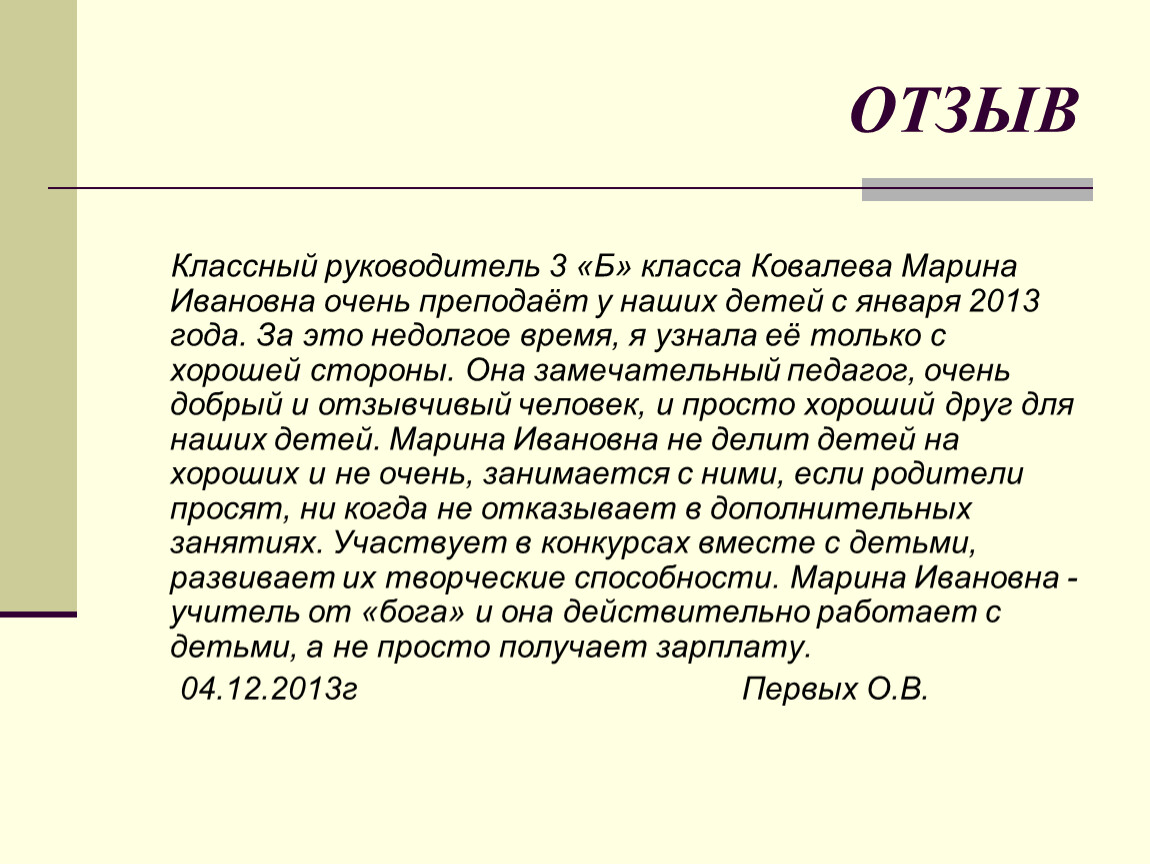 ОТЗЫВ
Классный руководитель 3 «Б» класса Ковалева Марина
Ивановна очень преподаёт у наших детей с января 2013
года. За это недолгое время, я узнала её только с
хорошей стороны. Она замечательный педагог, очень
добрый и отзывчивый человек, и просто хороший друг для
наших детей. Марина Ивановна не делит детей на
хороших и не очень, занимается с ними, если родители
просят, ни когда не отказывает в дополнительных
занятиях. Участвует в конкурсах вместе с детьми,
развивает их творческие способности. Марина Ивановна -
учитель от «бога» и она действительно работает с
детьми, а не просто получает зарплату.
04.12.2013г Первых О.В.